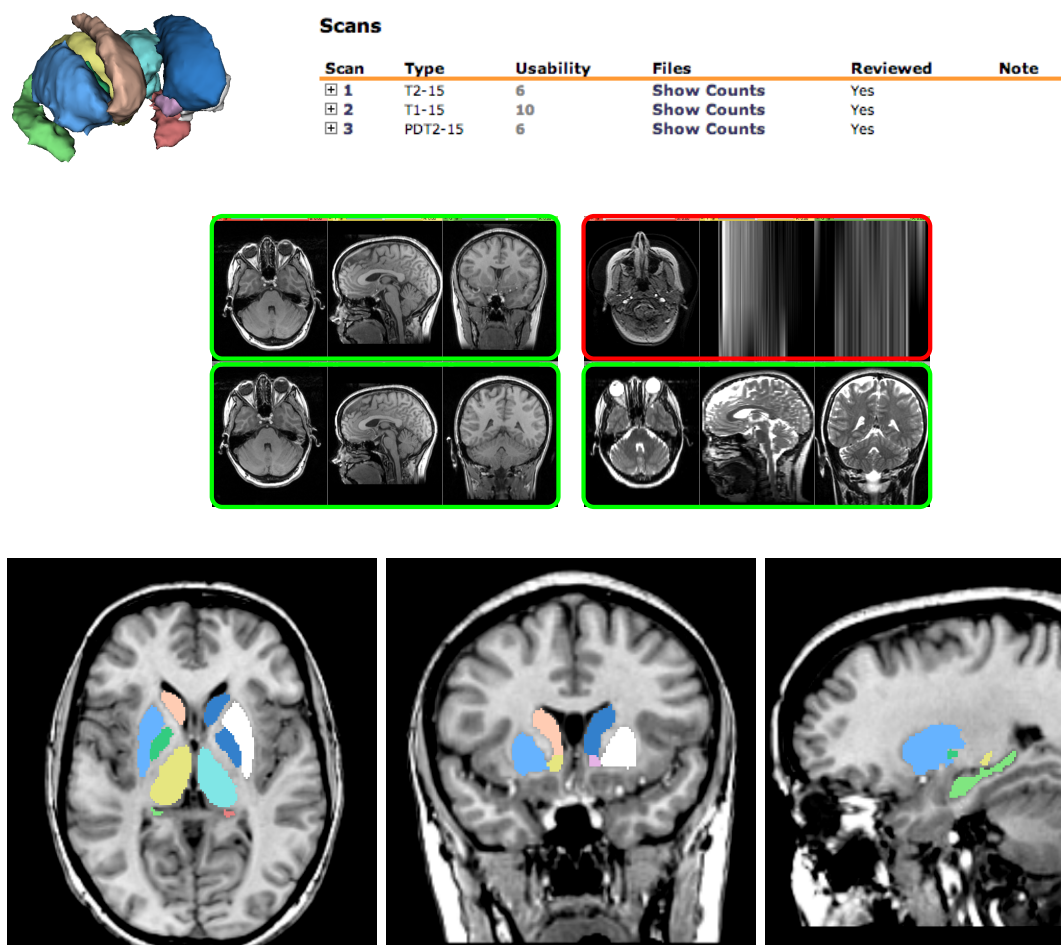 Scans
Scan Type Usability Files Reviewed Note
1 T2-15 6 Show Counts Yes
2 T1-15 10 Show Counts Yes
3 PDT2-15 6 Show Counts Yes